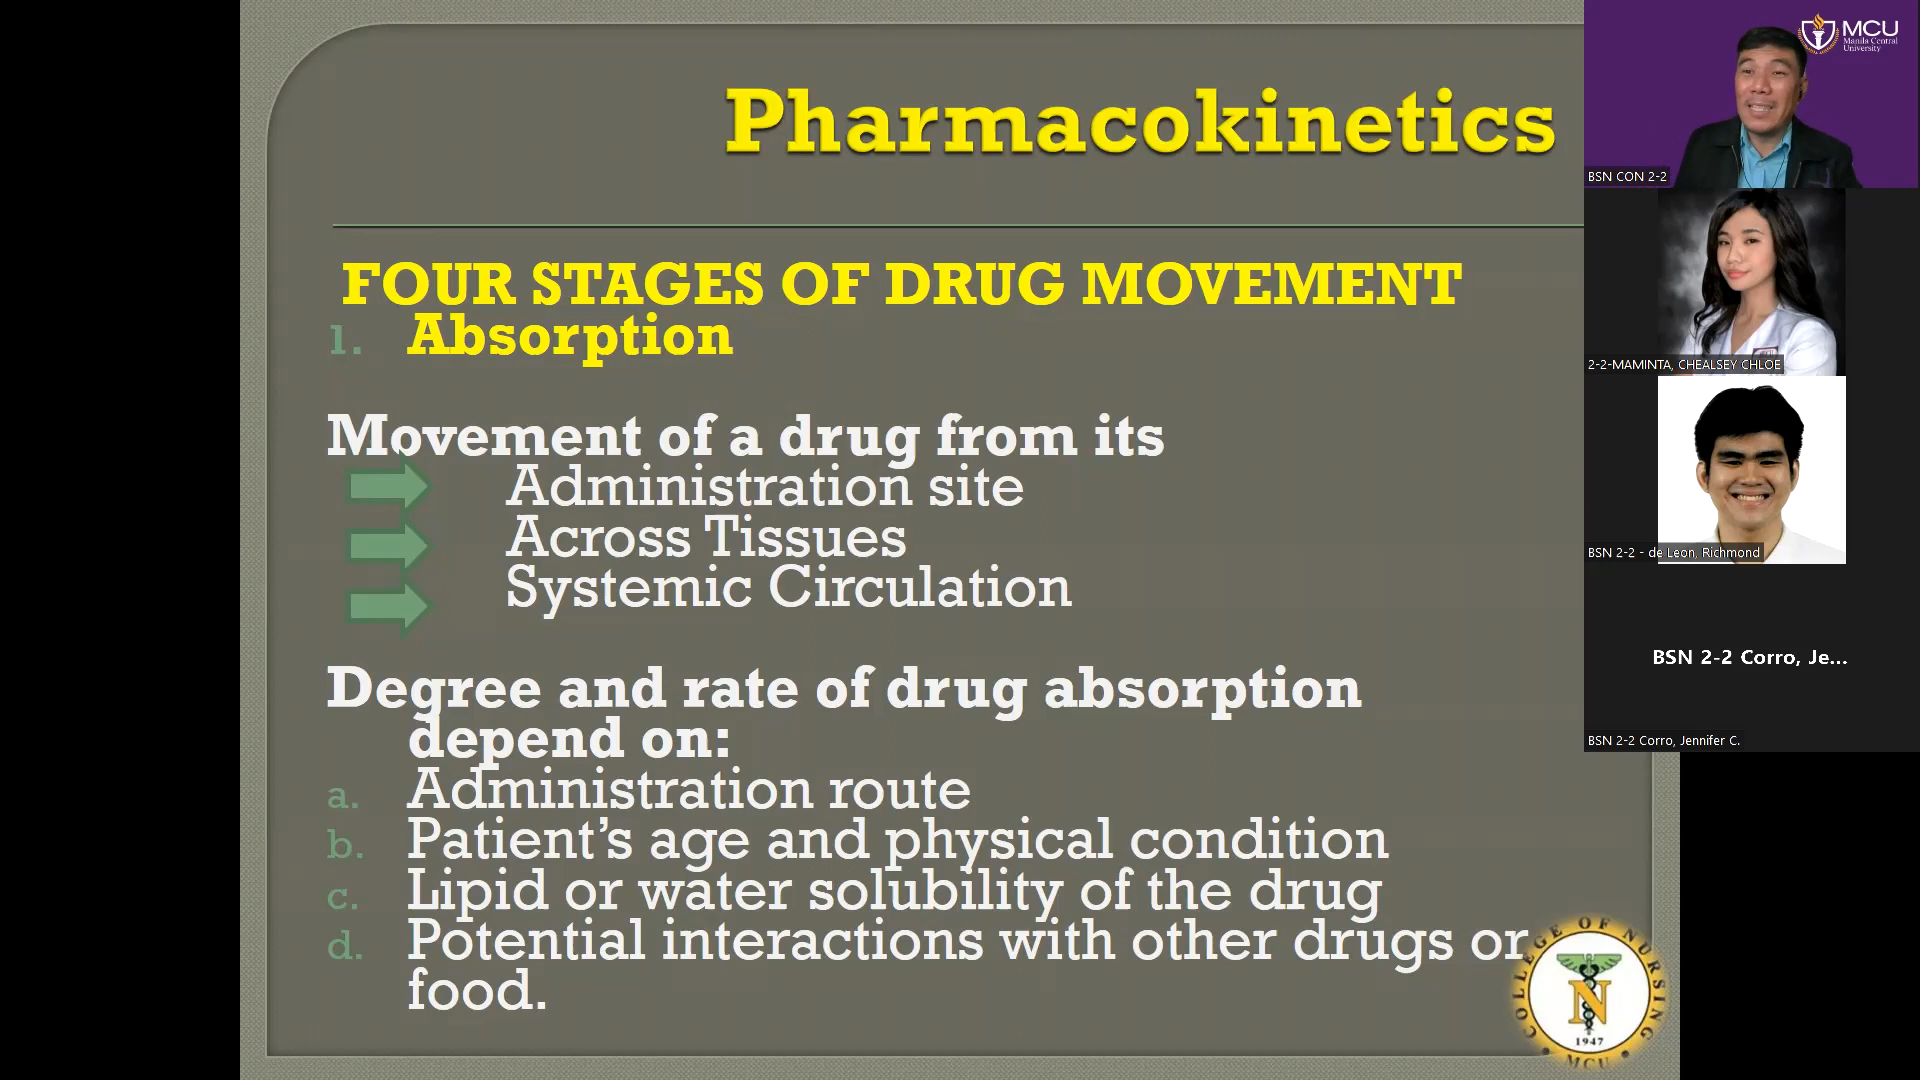 Pharmacokinetics
FOUR STAGES OF DRUG MOVEMENT
1. Absorption
Movement of a drug from its
Administration site
Across Tissues
Systemic Circulation
Degree and rate of drug absorption
depend on:
a. Administration route
b. Patient’s age and physical condition
c. Lipid or water solubility of the drug
d. Potential interactions with other drugs or
food.
COLLEGE OF NURSING
N
1947
MCU
MCU
Manila Central
University
BSN CON 2-2
2-2-MAMINTA, CHEALSEY CHLOE
BSN 2-2 - de Leon, Richmond
BSN 2-2 Corro, Je...
BSN 2-2 Corro, Jennifer C.